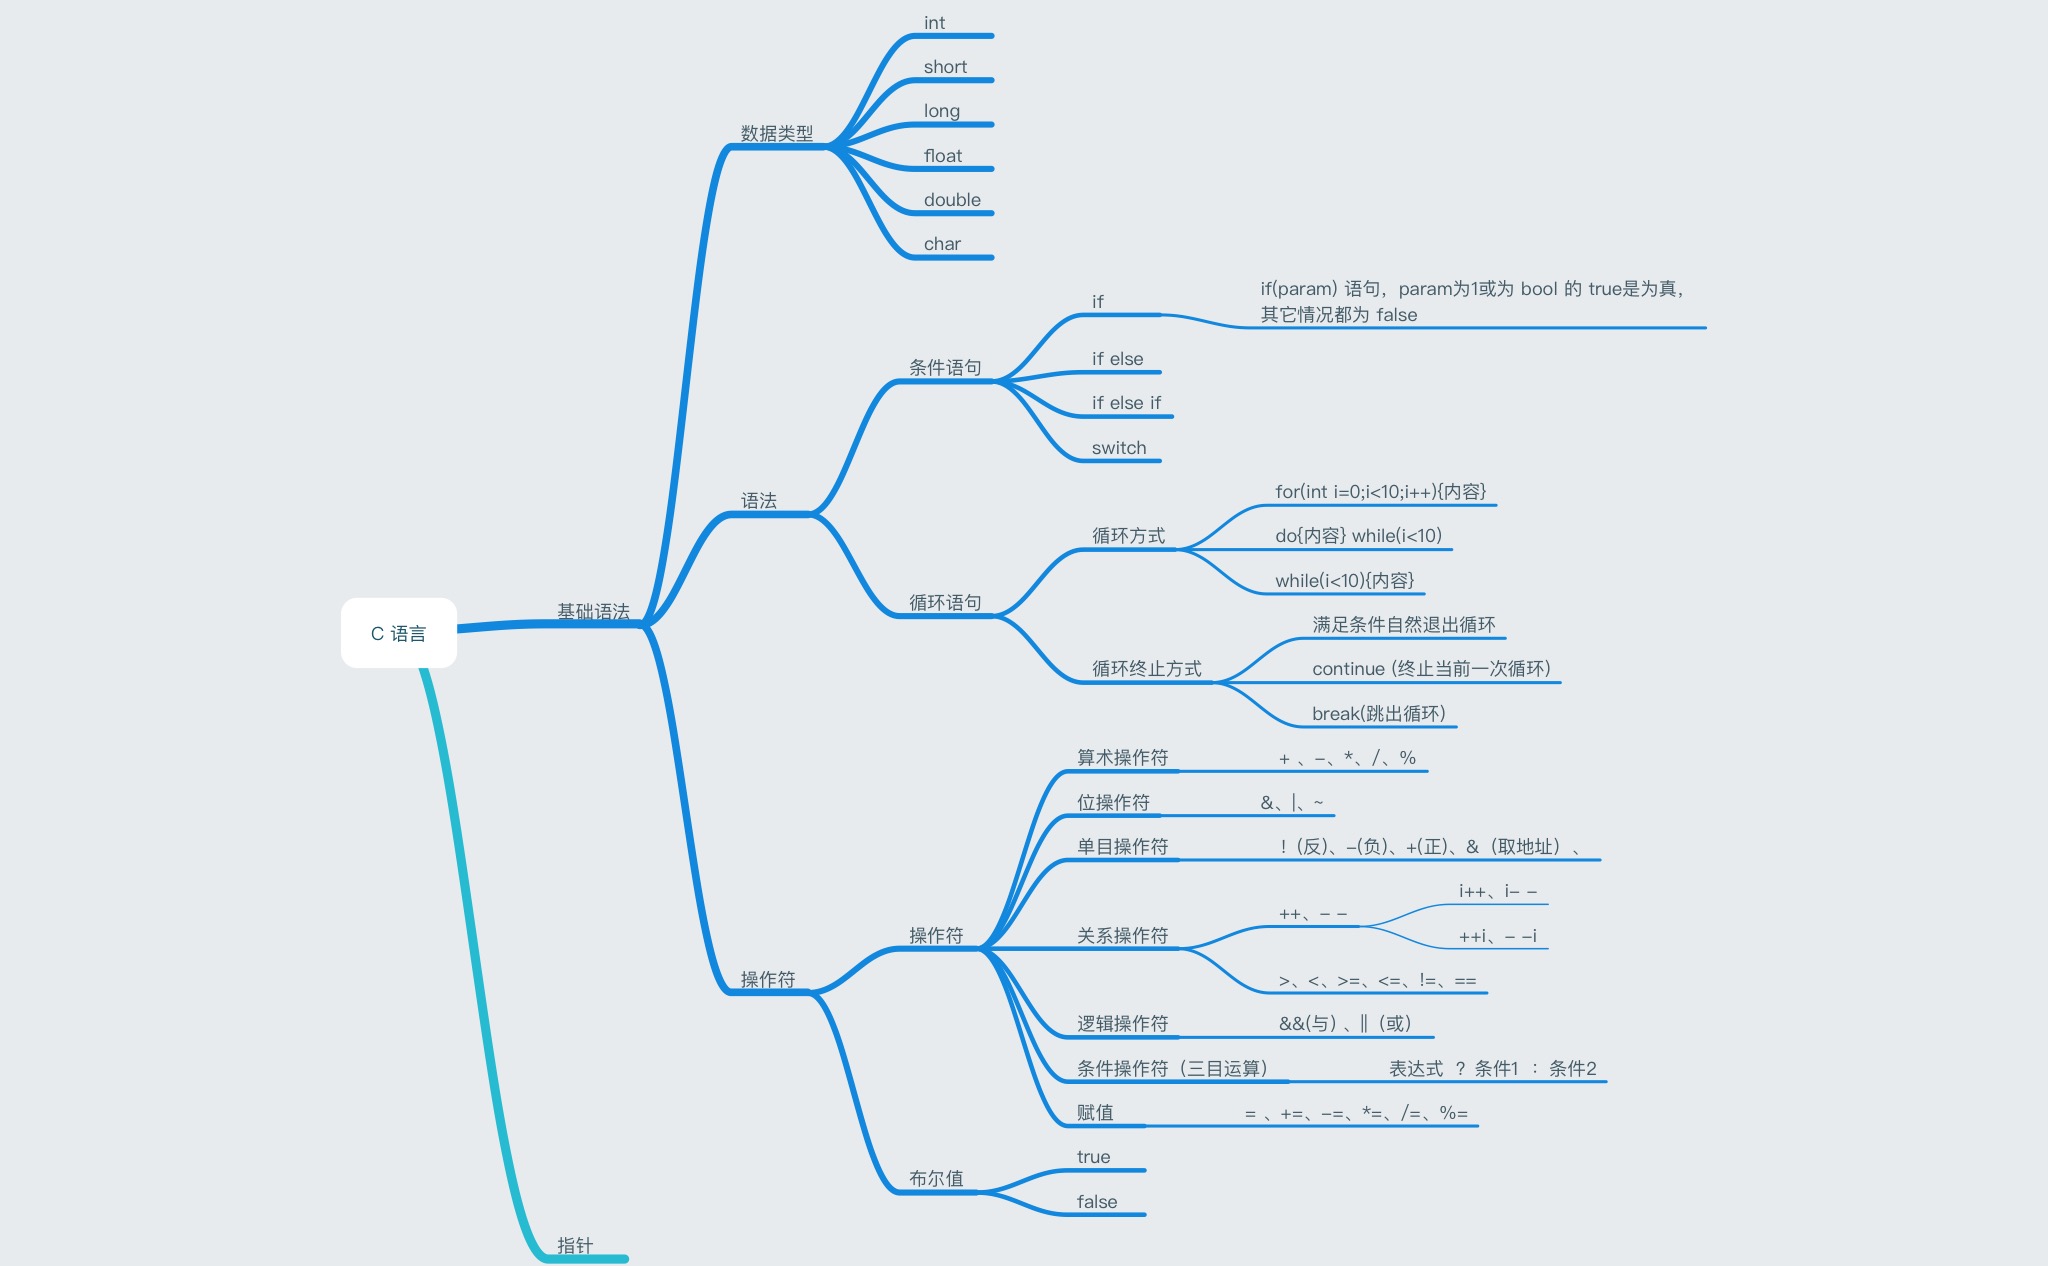 C 语言
基础语法
数据类型
int
short
long
float
double
char
语法
条件语句
if
if(param) 语句，param为1或为 bool 的 true是为真，
其它情况都为 false
if else
if else if
switch
循环语句
循环方式
for(int i=0;i<10;i++){内容}
do{内容} while(i<10)
while(i<10){内容}
循环终止方式
满足条件自然退出循环
continue (终止当前一次循环）
break(跳出循环）
操作符
操作符
算术操作符
+ 、-、*、/、%
位操作符
&、|、~
单目操作符
！(反)、-(负)、+(正)、&（取地址）、
关系操作符
++、- -
i++、i- -
++i、- -i
>、<、>=、<=、!=、==
逻辑操作符
&&(与) 、||（或）
条件操作符（三目运算）
表达式 ？条件1 ：条件2
赋值
= 、+=、-=、*=、/=、%=
布尔值
true
false
指针